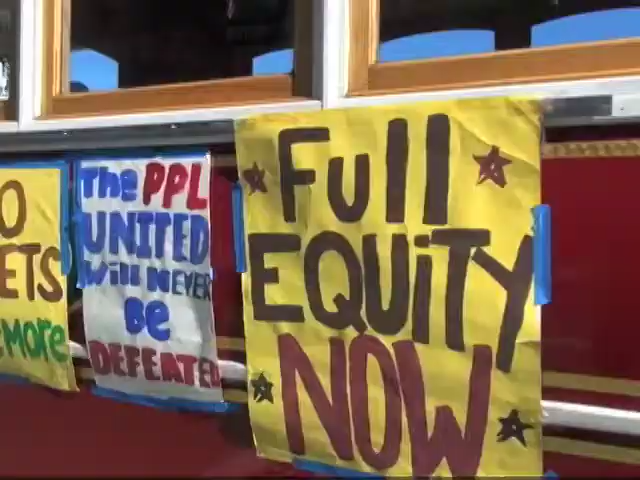 The PPL
UNITED
Will NEVER
Be
DEFEATED
Full
EQUiTY
NOW
more